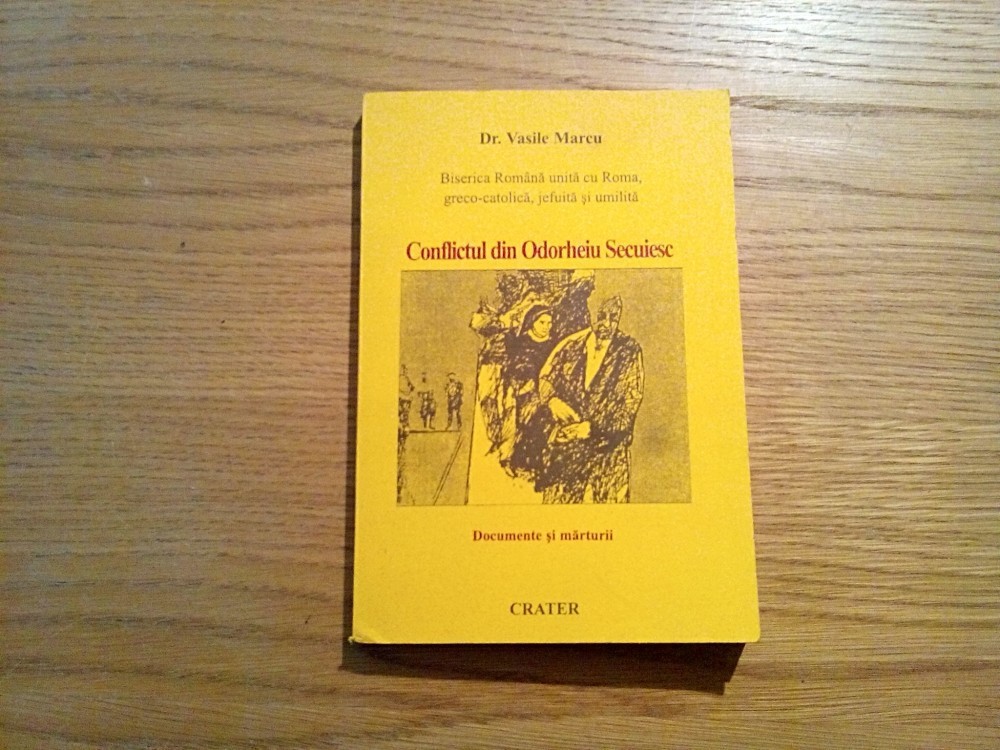 Dr. Vasile Marcu
Biserica Română unită cu Roma,
greco-catolică, jefuită și umilită
Conflictul din Odorheiu Secuiesc
Documente și mărturii
CRATER